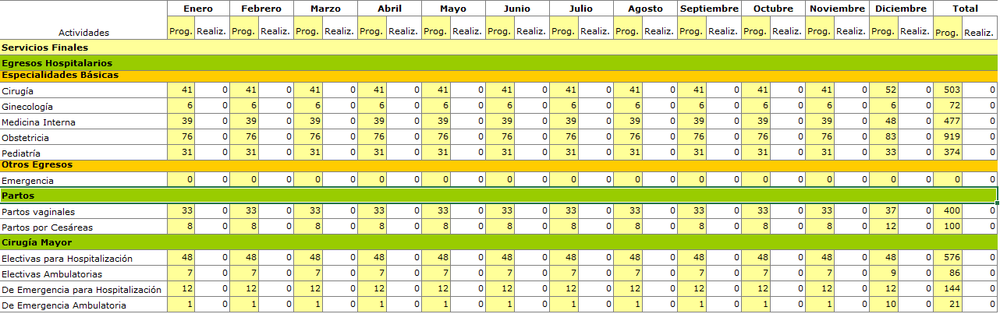 Enero Febrero Marzo Abril Mayo Junio Julio Agosto Septiembre Octubre Noviembre Diciembre Total
Actividades Prog. Realiz. Prog. Realiz. Prog. Realiz. Prog. Realiz. Prog. Realiz. Prog. Realiz. Prog. Realiz. Prog. Realiz. Prog. Realiz. Prog. Realiz. Prog. Realiz. Prog. Realiz. Prog. Realiz.
Servicios Finales
Egresos Hospitalarios
Especialidades Básicas
Cirugía 41 0 41 0 41 0 41 0 41 0 41 0 41 0 41 0 41 0 41 0 41 0 52 0 503 0
Ginecología 6 0 6 0 6 0 6 0 6 0 6 0 6 0 6 0 6 0 6 0 6 0 6 0 72 0
Medicina Interna 39 0 39 0 39 0 39 0 39 0 39 0 39 0 39 0 39 0 39 0 39 0 48 0 477 0
Obstetricia 76 0 76 0 76 0 76 0 76 0 76 0 76 0 76 0 76 0 76 0 76 0 83 0 919 0
Pediatría 31 0 31 0 31 0 31 0 31 0 31 0 31 0 31 0 31 0 31 0 31 0 33 0 374 0
Otros Egresos
Emergencia 0 0 0 0 0 0 0 0 0 0 0 0 0 0 0 0 0 0 0 0 0 0 0 0 0 0
Partos
Partos vaginales 33 0 33 0 33 0 33 0 33 0 33 0 33 0 33 0 33 0 33 0 33 0 37 0 400 0
Partos por Cesáreas 8 0 8 0 8 0 8 0 8 0 8 0 8 0 8 0 8 0 8 0 8 0 12 0 100 0
Cirugía Mayor
Electivas para Hospitalización 48 0 48 0 48 0 48 0 48 0 48 0 48 0 48 0 48 0 48 0 48 0 48 0 576 0
Electivas Ambulatorias 7 0 7 0 7 0 7 0 7 0 7 0 7 0 7 0 7 0 7 0 7 0 9 0 86 0
De Emergencia para Hospitalización 12 0 12 0 12 0 12 0 12 0 12 0 12 0 12 0 12 0 12 0 12 0 12 0 144 0
De Emergencia Ambulatoria 1 0 1 0 1 0 1 0 1 0 1 0 1 0 1 0 1 0 1 0 1 0 10 0 21 0